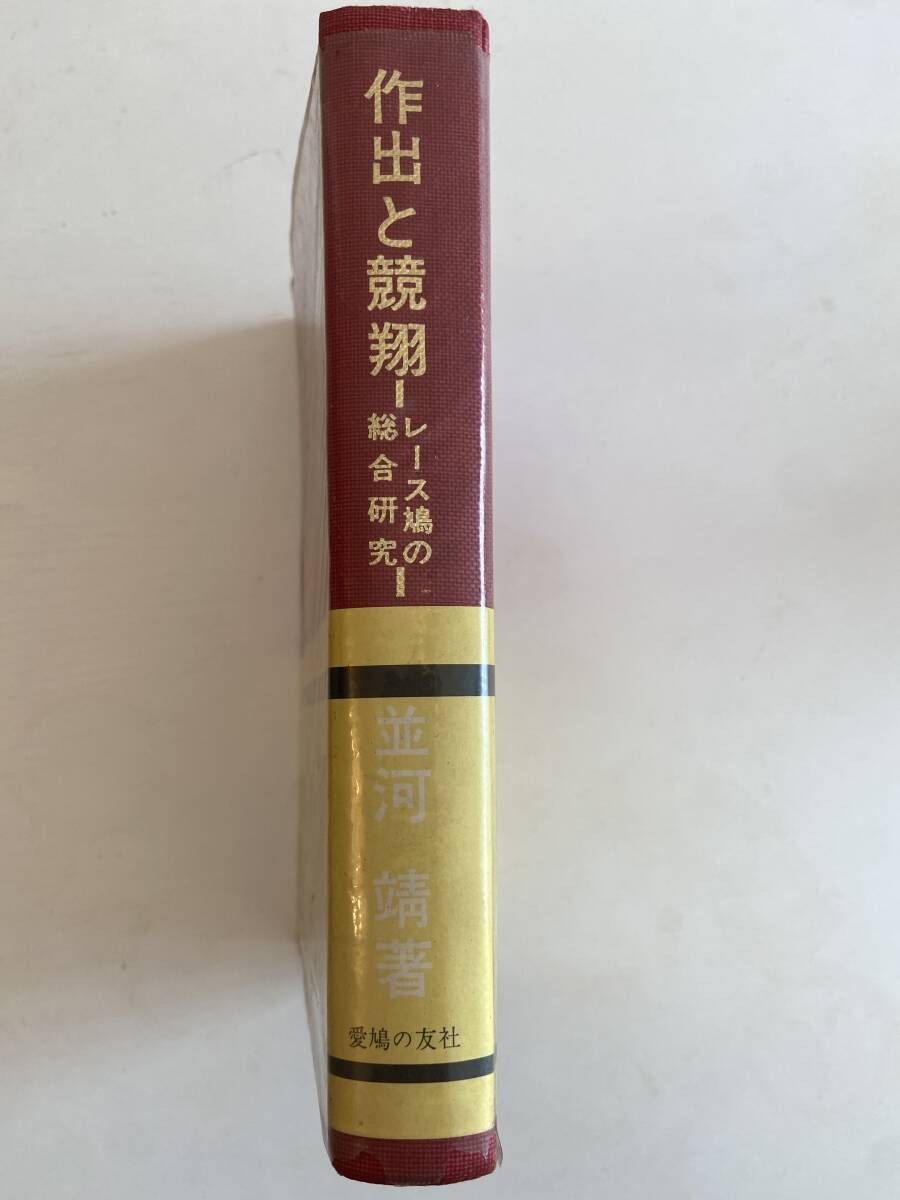 作出と競翔
ーレース鳩の
総合研究ー
並河 靖著
愛鳩の友社